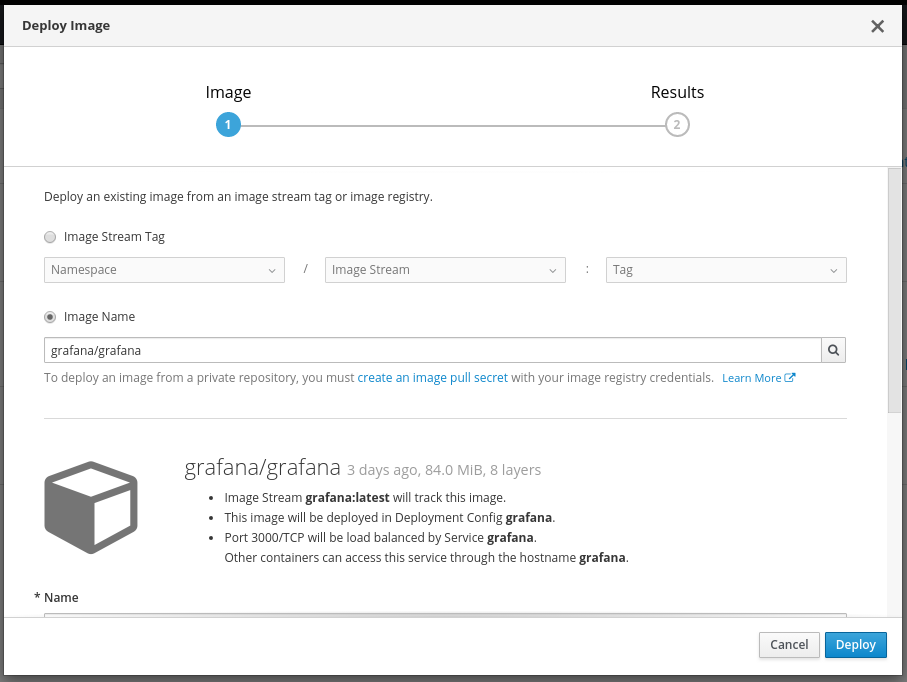 Deploy Image
Image Results
1 2
Deploy an existing image from an image stream tag or image registry.
Image Stream Tag
Namespace / Image Stream : Tag
Image Name
grafana/grafana
To deploy an image from a private repository, you must create an image pull secret with your image registry credentials. Learn More
grafana/grafana 3 days ago, 84.0 MiB, 8 layers
Image Stream grafana:latest will track this image.
This image will be deployed in Deployment Config grafana.
Port 3000/TCP will be load balanced by Service grafana.
Other containers can access this service through the hostname grafana.
* Name
Cancel Deploy